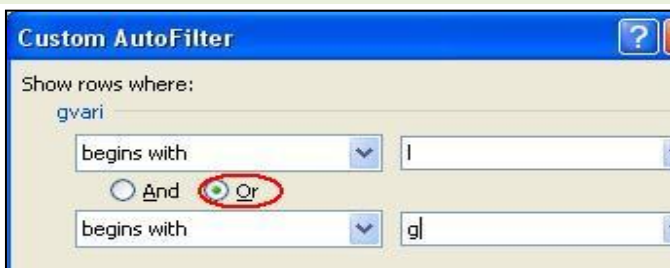 Custom AutoFilter ?
Show rows where:
gvari
begins with l
And Or
begins with g